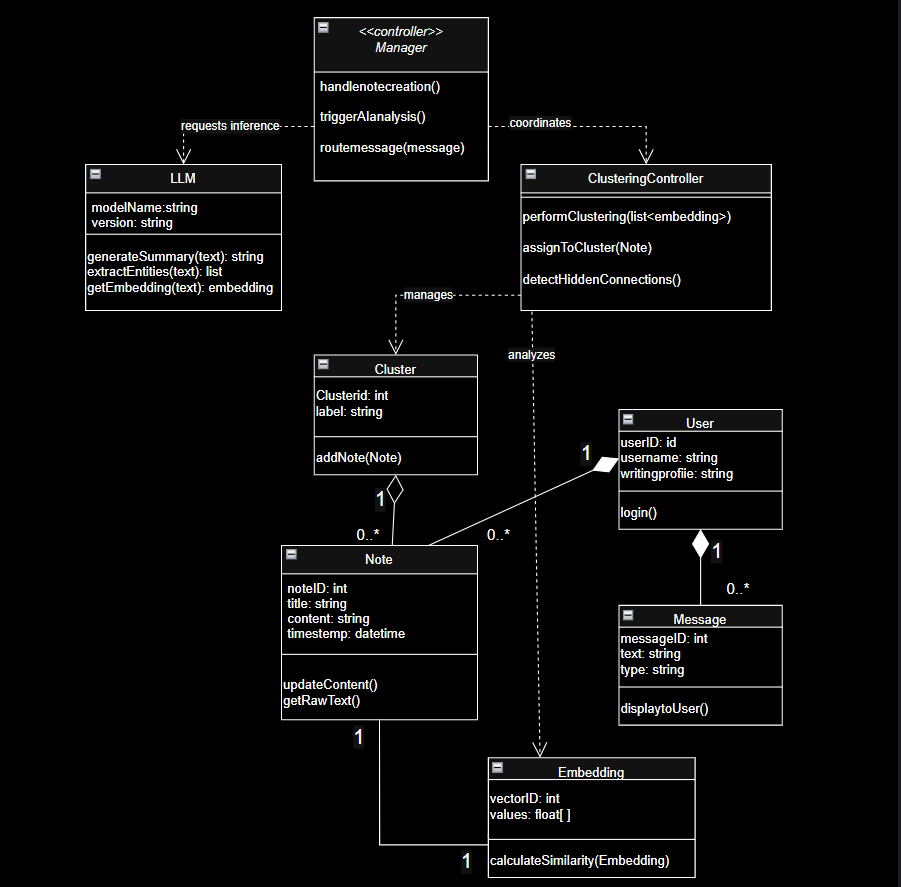 <<controller>>
Manager
handlenotecreation()
triggerAIanalysis()
routemessage(message)
requests inference
coordinates
LLM
modelName:string
version: string
generateSummary(text): string
extractEntities(text): list
getEmbedding(text): embedding
ClusteringController
performClustering(list<embedding>)
assignToCluster(Note)
detectHiddenConnections()
manages
analyzes
Cluster
Clusterid: int
label: string
addNote(Note)
1
0..*
User
userID: id
username: string
writingprofiie: string
login()
1
0..*
1
0..*
Note
noteID: int
title: string
content: string
timestemp: datetime
updateContent()
getRawText()
Message
messageID: int
text: string
type: string
displaytoUser()
1
1
Embedding
vectorID: int
values: float[ ]
calculateSimilarity(Embedding)